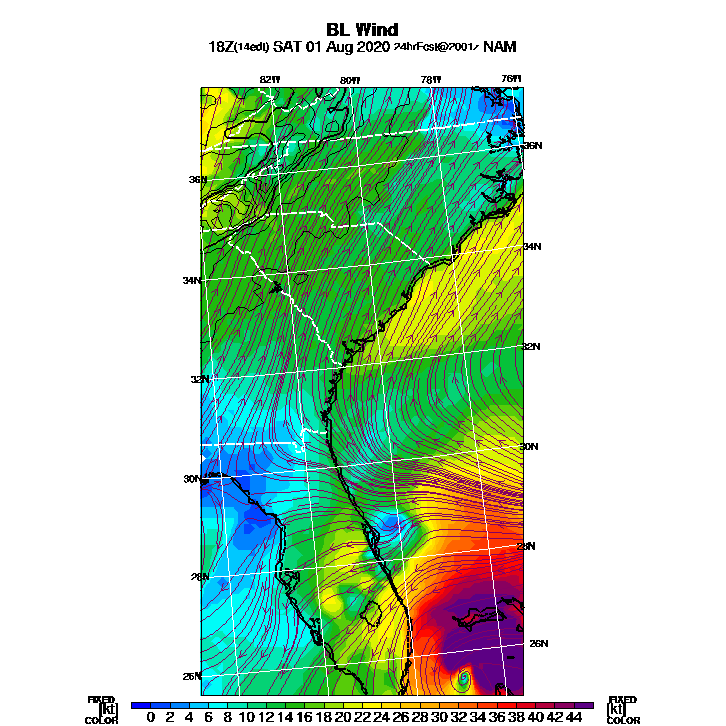 BL Wind
18Z(14edt) SAT 01 Aug 2020 24hrFcst@2001z NAM
82W 80W 78W 76W
36N
36N
34N
34N
32N
32N
30N
30N
28N
28N
26N
26N
FIXED FIXED
[kt] 0 2 4 6 8 10 12 14 16 18 20 22 24 26 28 30 32 34 36 38 40 42 44 [kt]
COLOR COLOR